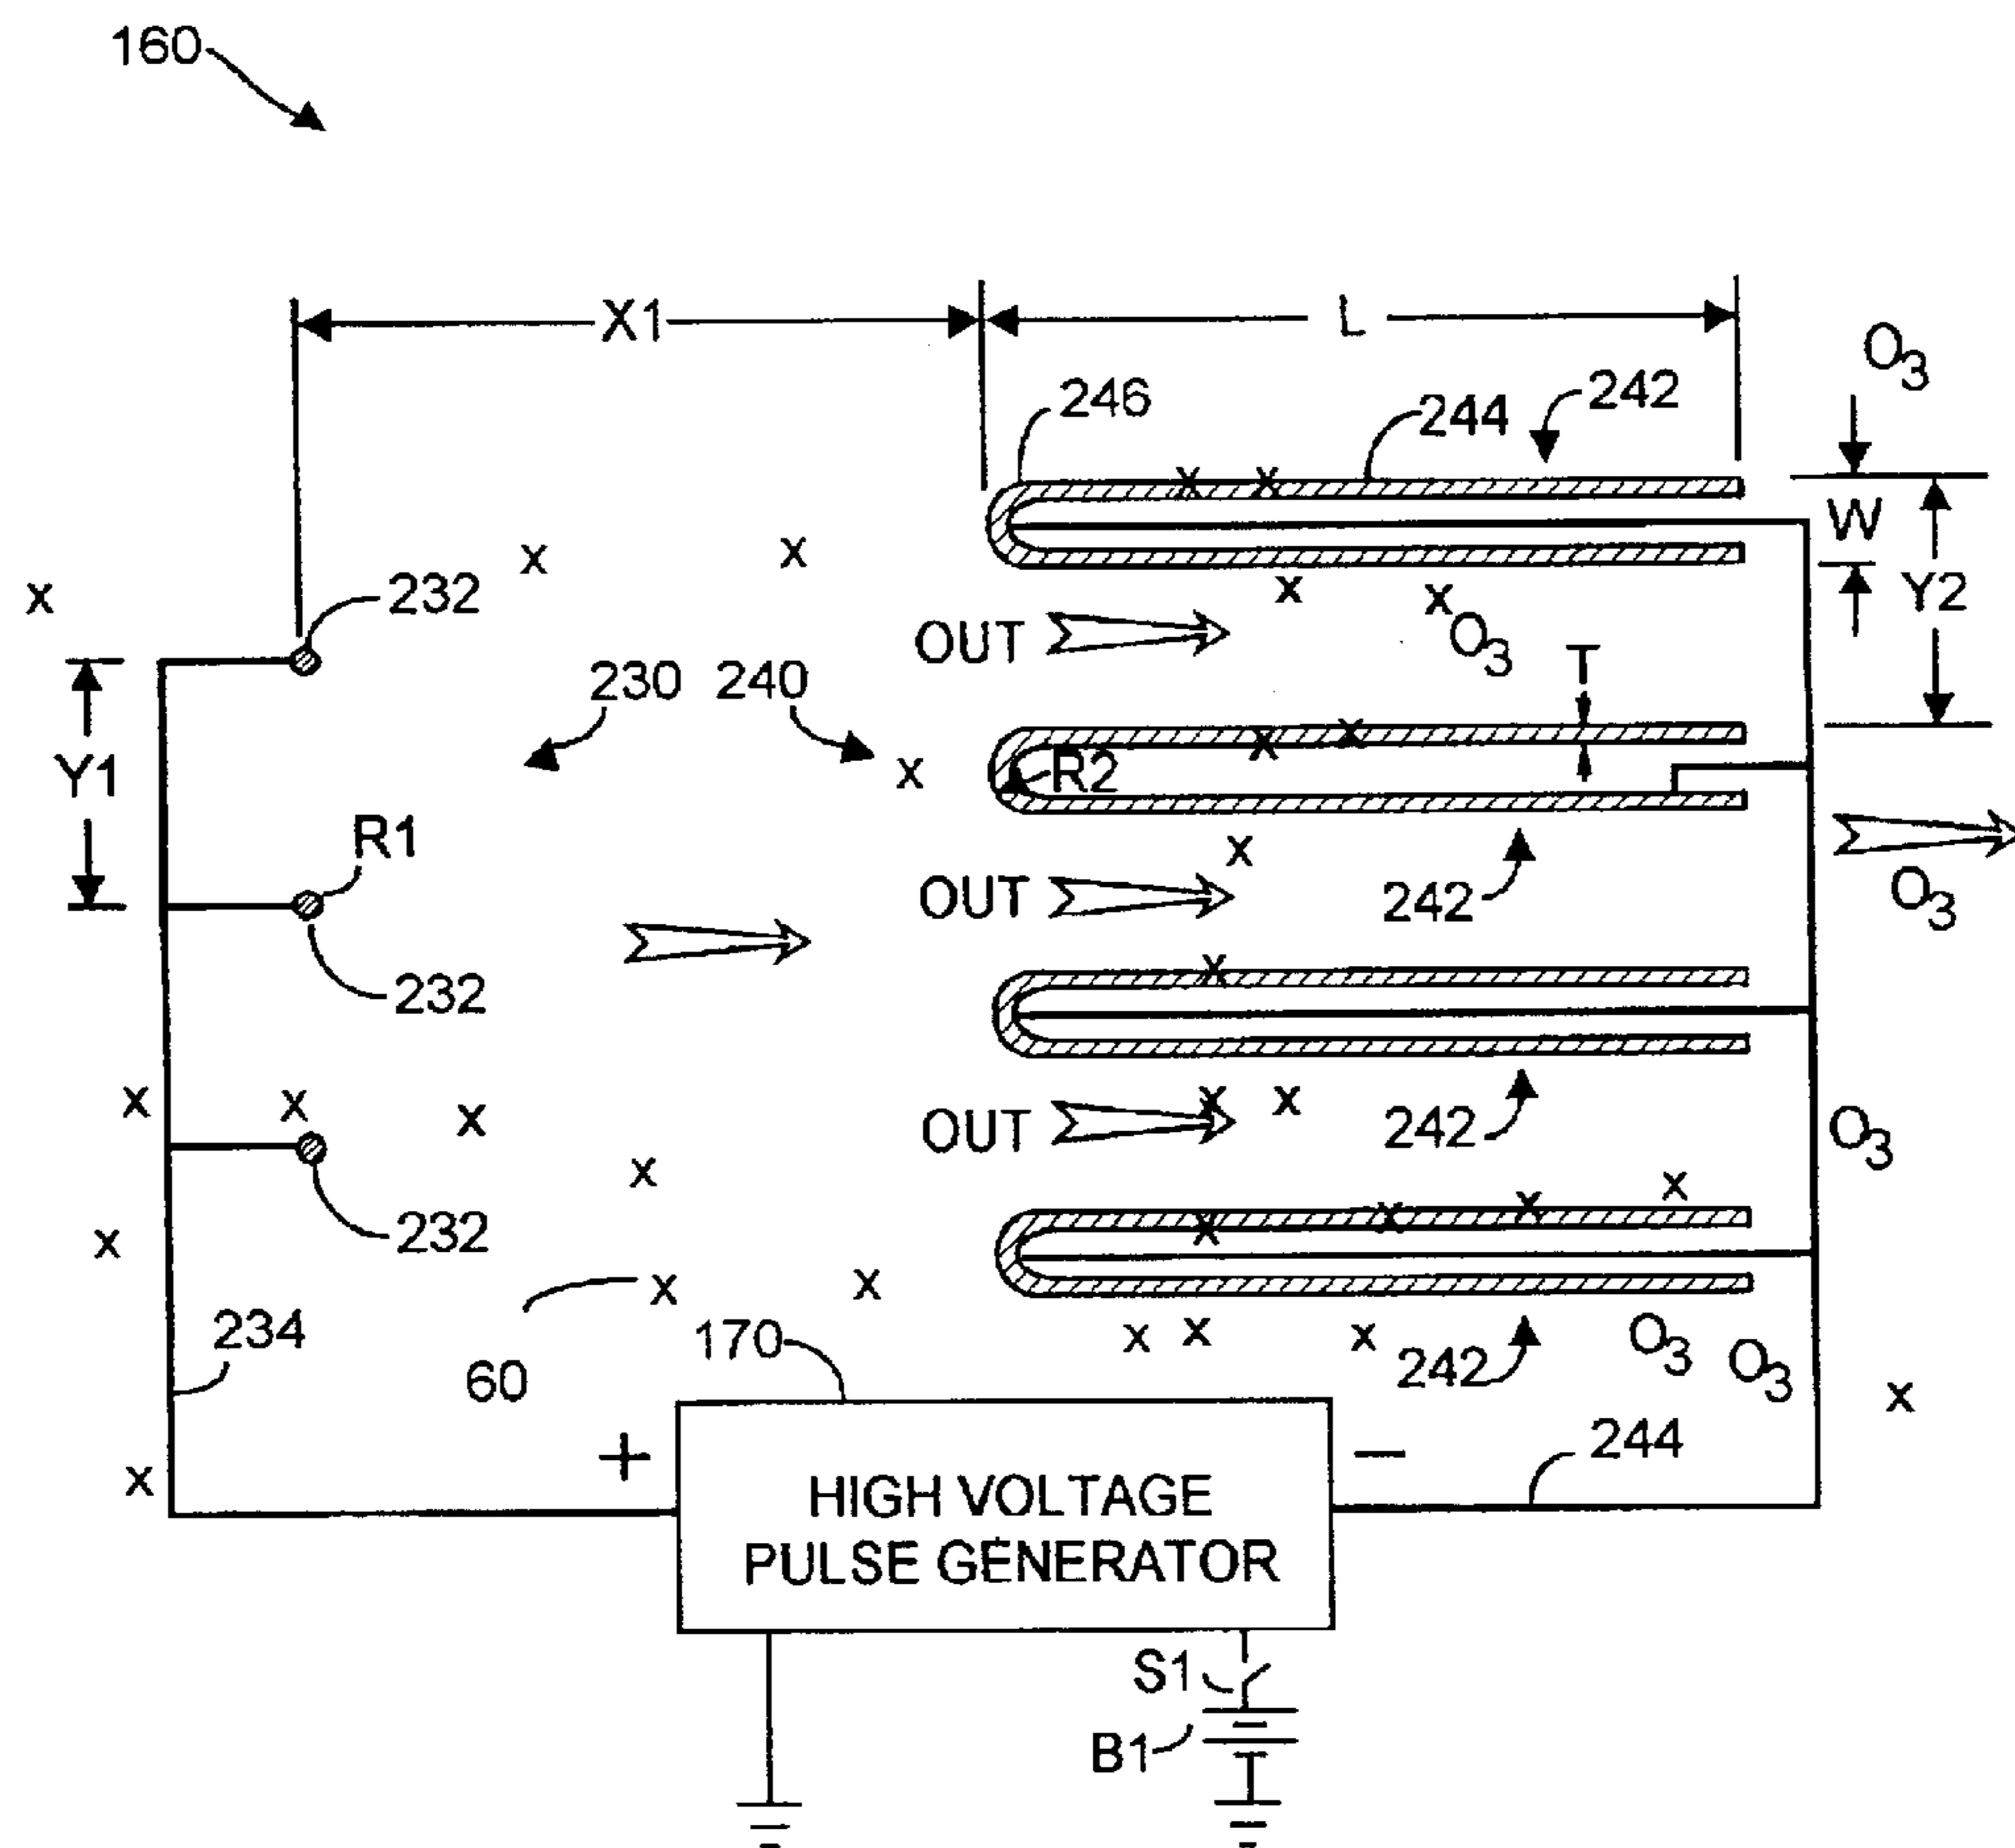 160
X1
L
O3
246
244
242
W
Y2
232
OUT
O3
T
230
240
R2
Y1
R1
OUT
242
O3
232
OUT
242
O3
232
234
60
170
242
O3
O3
244
+
−
HIGH VOLTAGE
PULSE GENERATOR
S1
B1